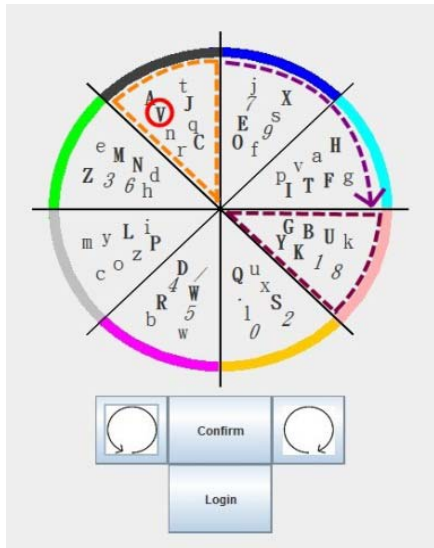 t
A J
V q
n C
r
j X
7 s
E 9
O f
H
a
v
p I T F g
e M N d
Z 3 6 h
m y L i P
c o z
G B U k
Y K 1 8
D /
4 W
R 5
b w
Q u
x S
. l 2
0
Confirm
Login